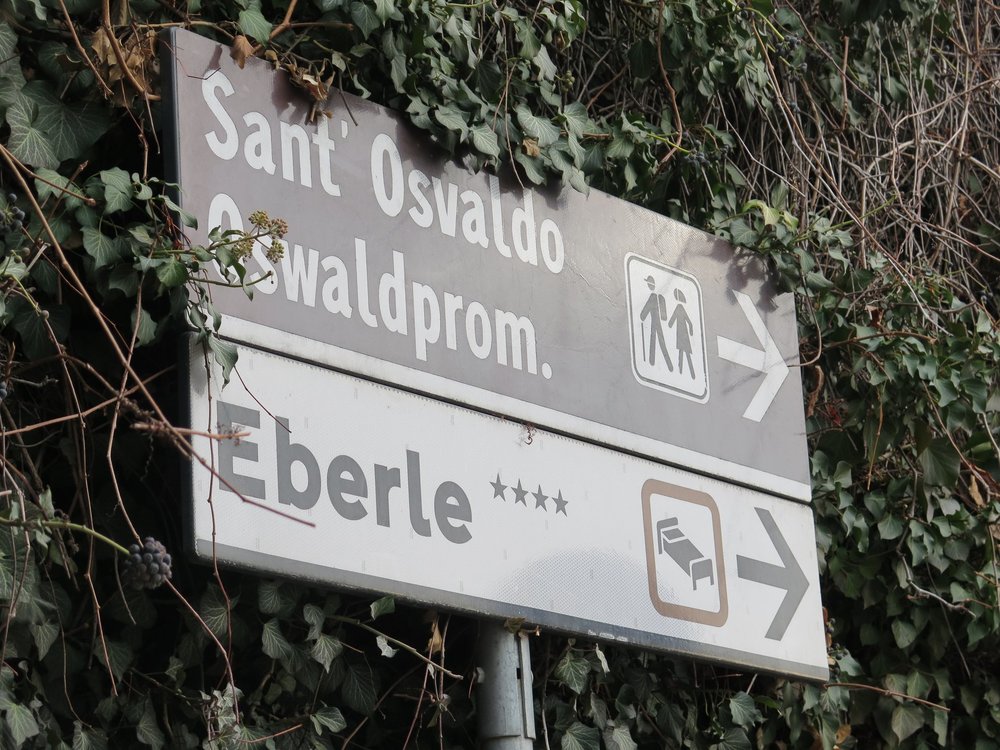 Sant' Osvaldo
Oswaldprom.
Eberle ★★★★